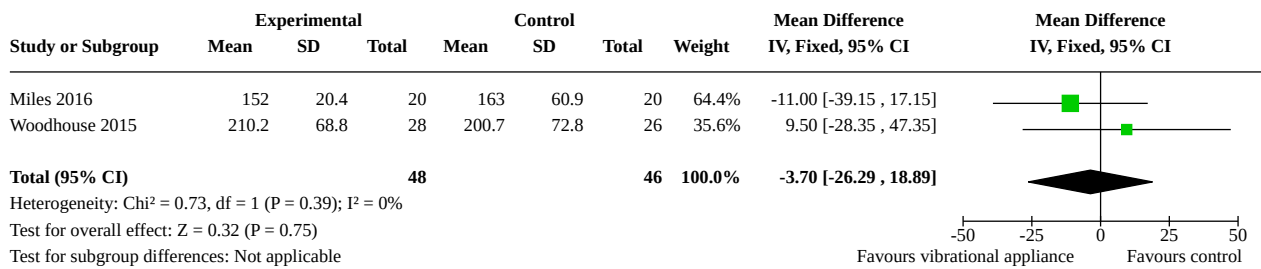 Experimental Control Mean Difference Mean Difference
Study or Subgroup Mean SD Total Mean SD Total Weight IV, Fixed, 95% CI IV, Fixed, 95% CI
Miles 2016 152 20.4 20 163 60.9 20 64.4% -11.00 [-39.15 , 17.15]
Woodhouse 2015 210.2 68.8 28 200.7 72.8 26 35.6% 9.50 [-28.35 , 47.35]
Total (95% CI) 48 46 100.0% -3.70 [-26.29 , 18.89]
Heterogeneity: Chi² = 0.73, df = 1 (P = 0.39); I² = 0%
Test for overall effect: Z = 0.32 (P = 0.75) -50 -25 0 25 50
Test for subgroup differences: Not applicable Favours vibrational appliance Favours control